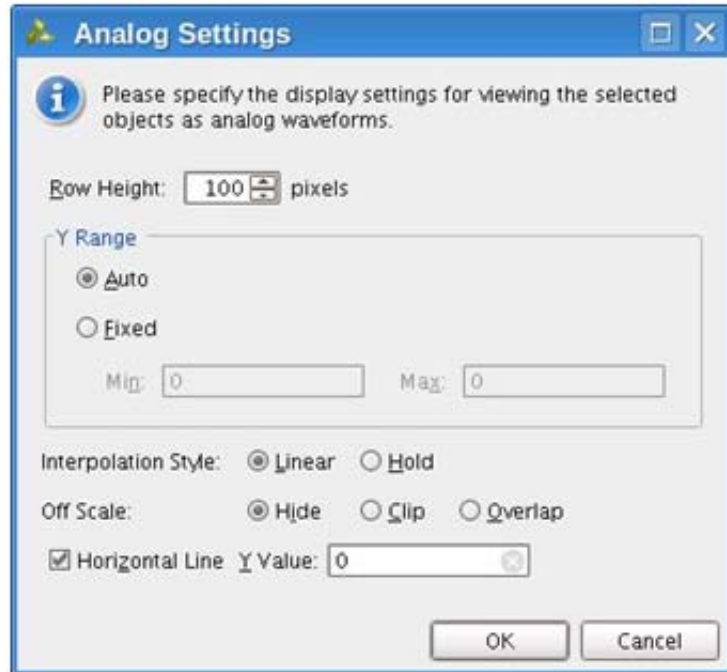 Analog Settings
Please specify the display settings for viewing the selected
objects as analog waveforms.
Row Height: 100 pixels
Y Range
Auto
Fixed
Min: 0 Max: 0
Interpolation Style: Linear Hold
Off Scale: Hide Clip Overlap
Horizontal Line Y Value: 0
OK Cancel